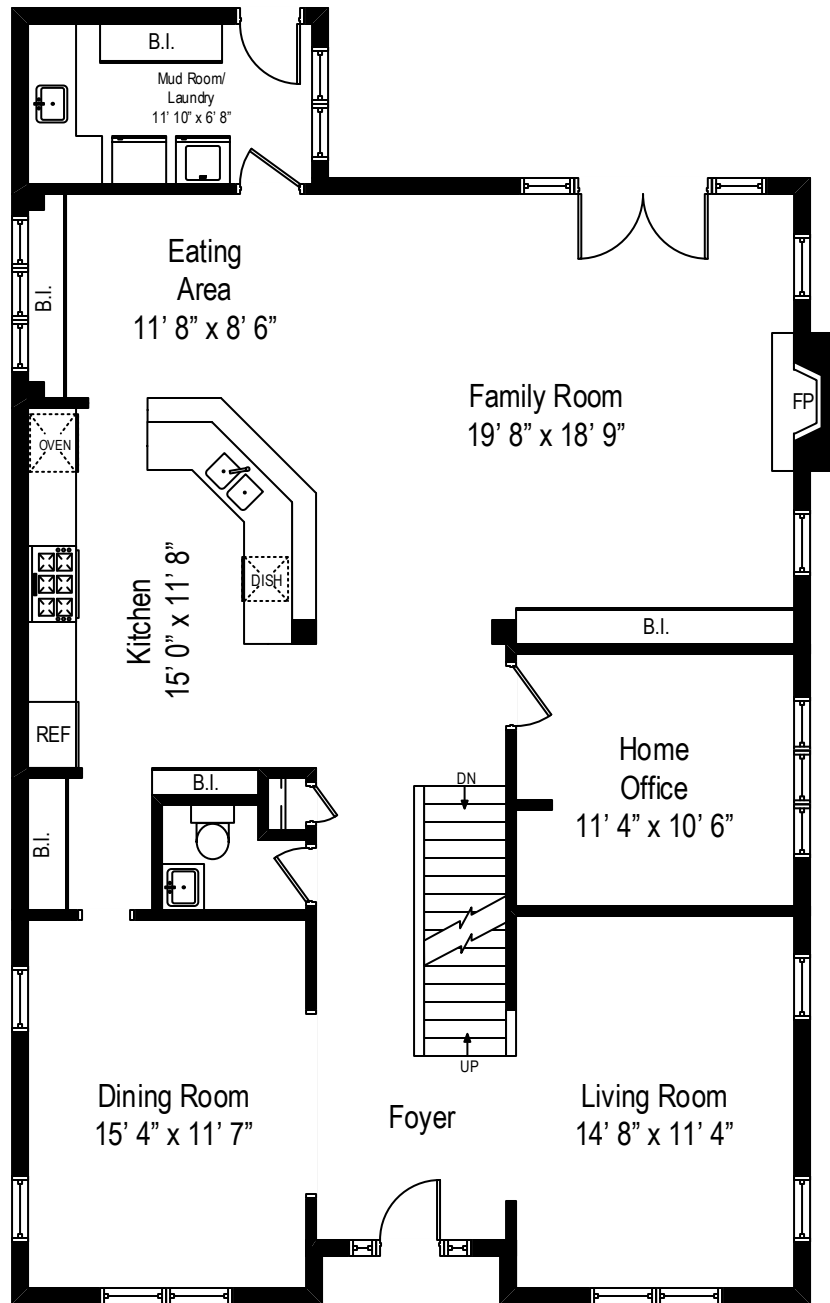 B.I.
Mud Room/
Laundry
11' 10" x 6' 8"
Eating
Area
11' 8" x 8' 6"
B.I.
Family Room
19' 8" x 18' 9"
FP
OVEN
DISH
Kitchen
15' 0" x 11' 8"
B.I.
REF
Home
Office
11' 4" x 10' 6"
DN
B.I.
B.I.
UP
Dining Room
15' 4" x 11' 7"
Foyer
Living Room
14' 8" x 11' 4"